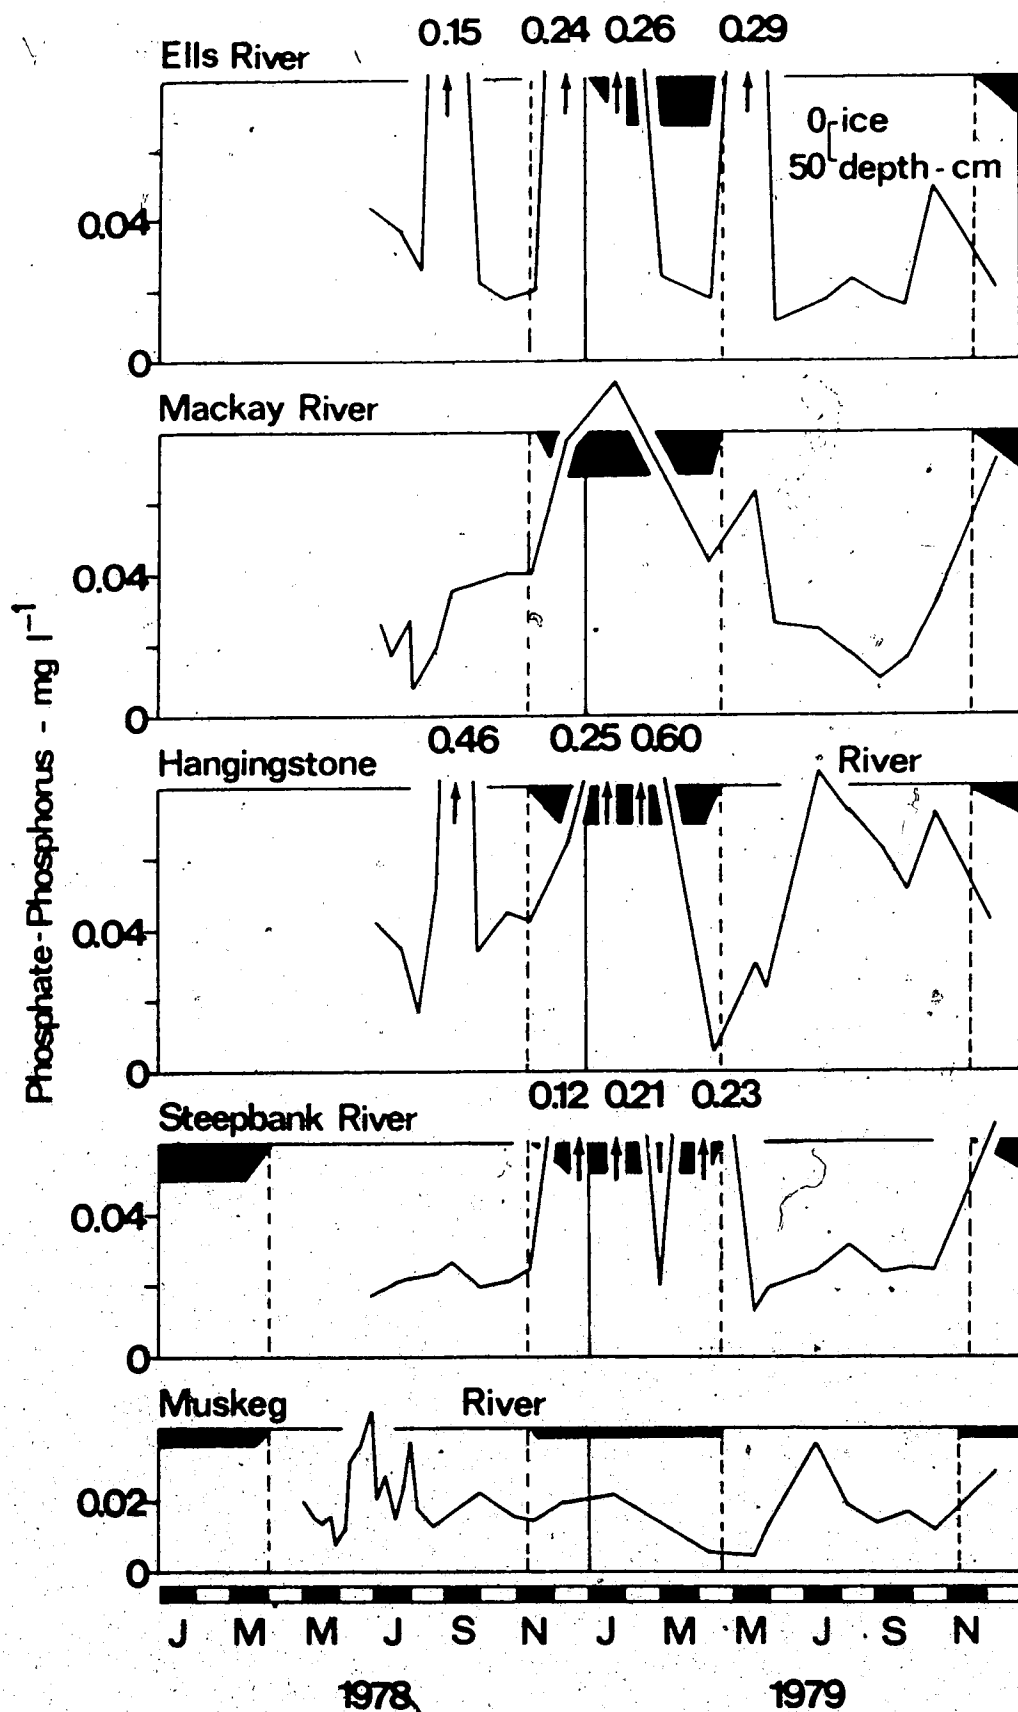 0.15 0.24 0.26 0.29
Ells River
0 ice
50 depth - cm
0.04
0
Mackay River
0.04
0
0.46 0.25 0.60
Hangingstone River
0.04
0
0.12 0.21 0.23
Steepbank River
0.04
0
Muskeg River
0.02
0
J M M J S N J M M J S N
1978 1979
Phosphate-Phosphorus - mg l⁻¹